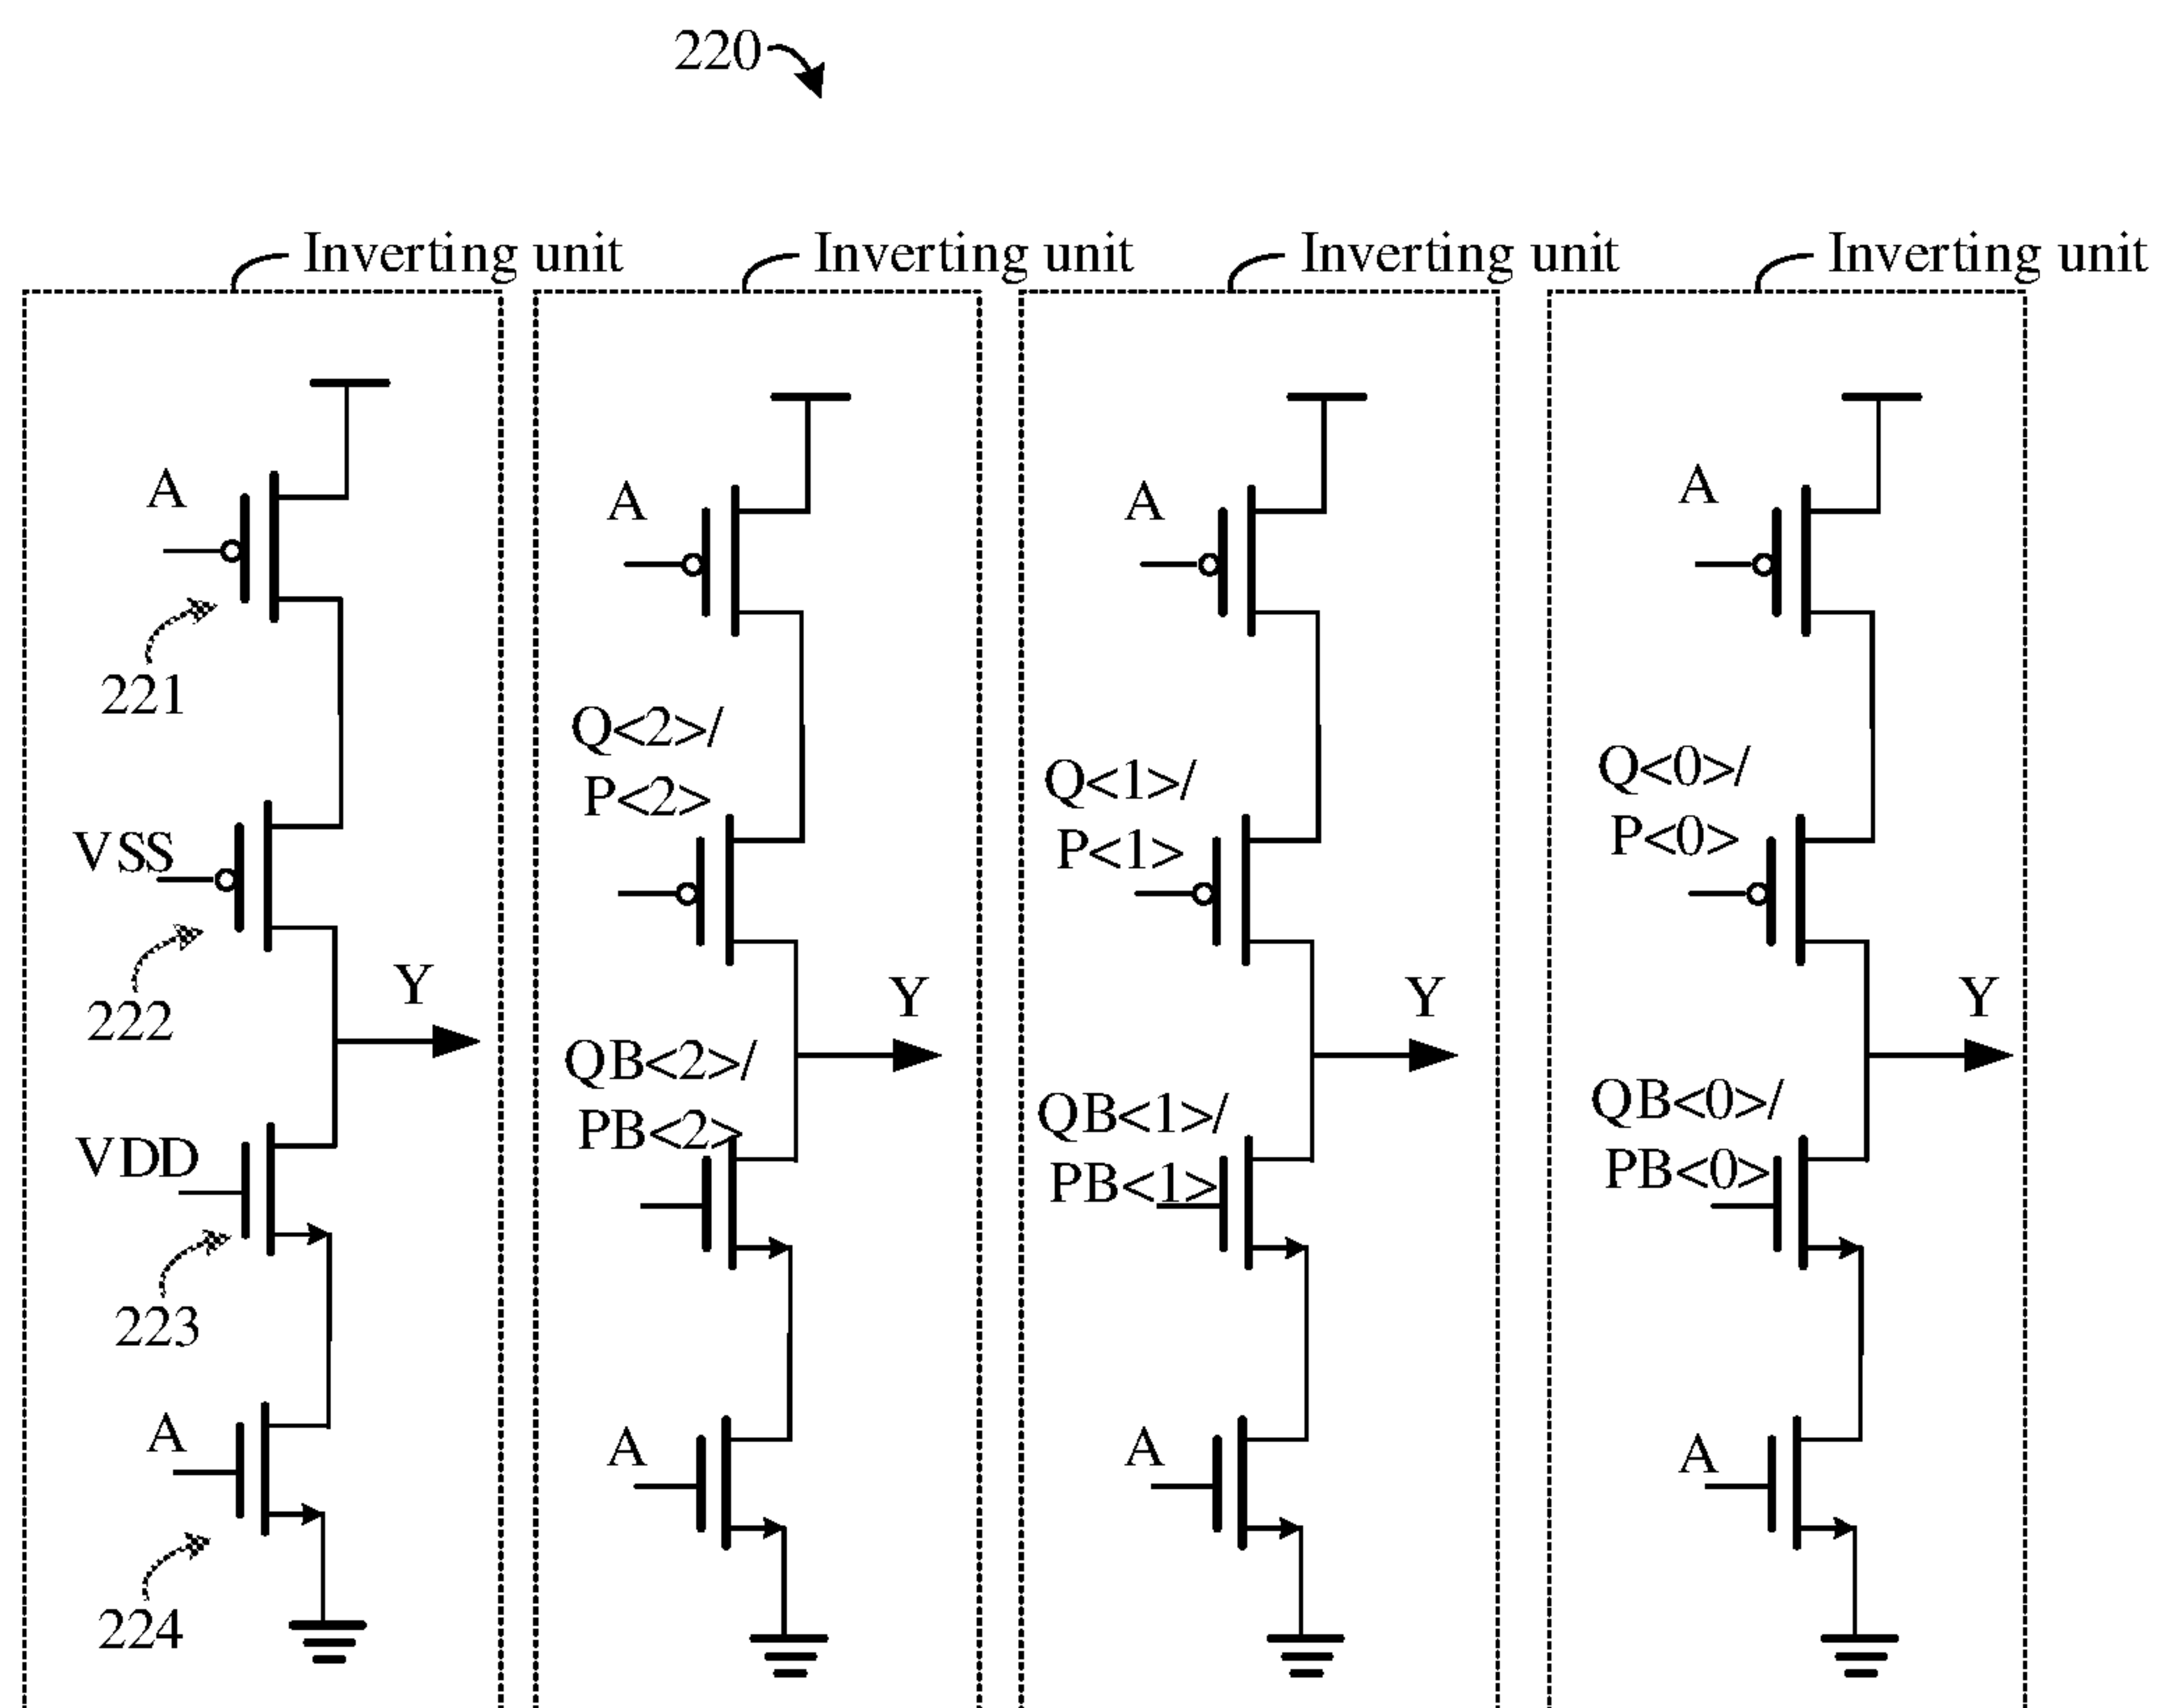 220
Inverting unit
Inverting unit
Inverting unit
Inverting unit
A
221
VSS
222
Y
VDD
223
A
224
A
Q<2>/
P<2>
Y
QB<2>/
PB<2>
A
A
Q<1>/
P<1>
Y
QB<1>/
PB<1>
A
A
Q<0>/
P<0>
Y
QB<0>/
PB<0>
A